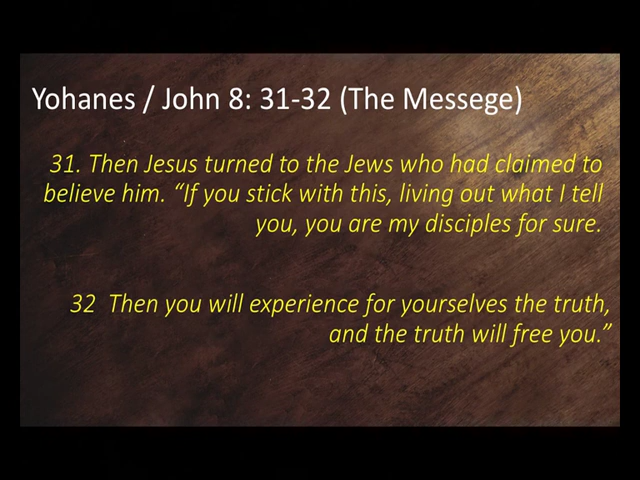 Yohanes / John 8: 31-32 (The Messege)
31. Then Jesus turned to the Jews who had claimed to
believe him. “If you stick with this, living out what I tell
you, you are my disciples for sure.
32  Then you will experience for yourselves the truth,
and the truth will free you.”